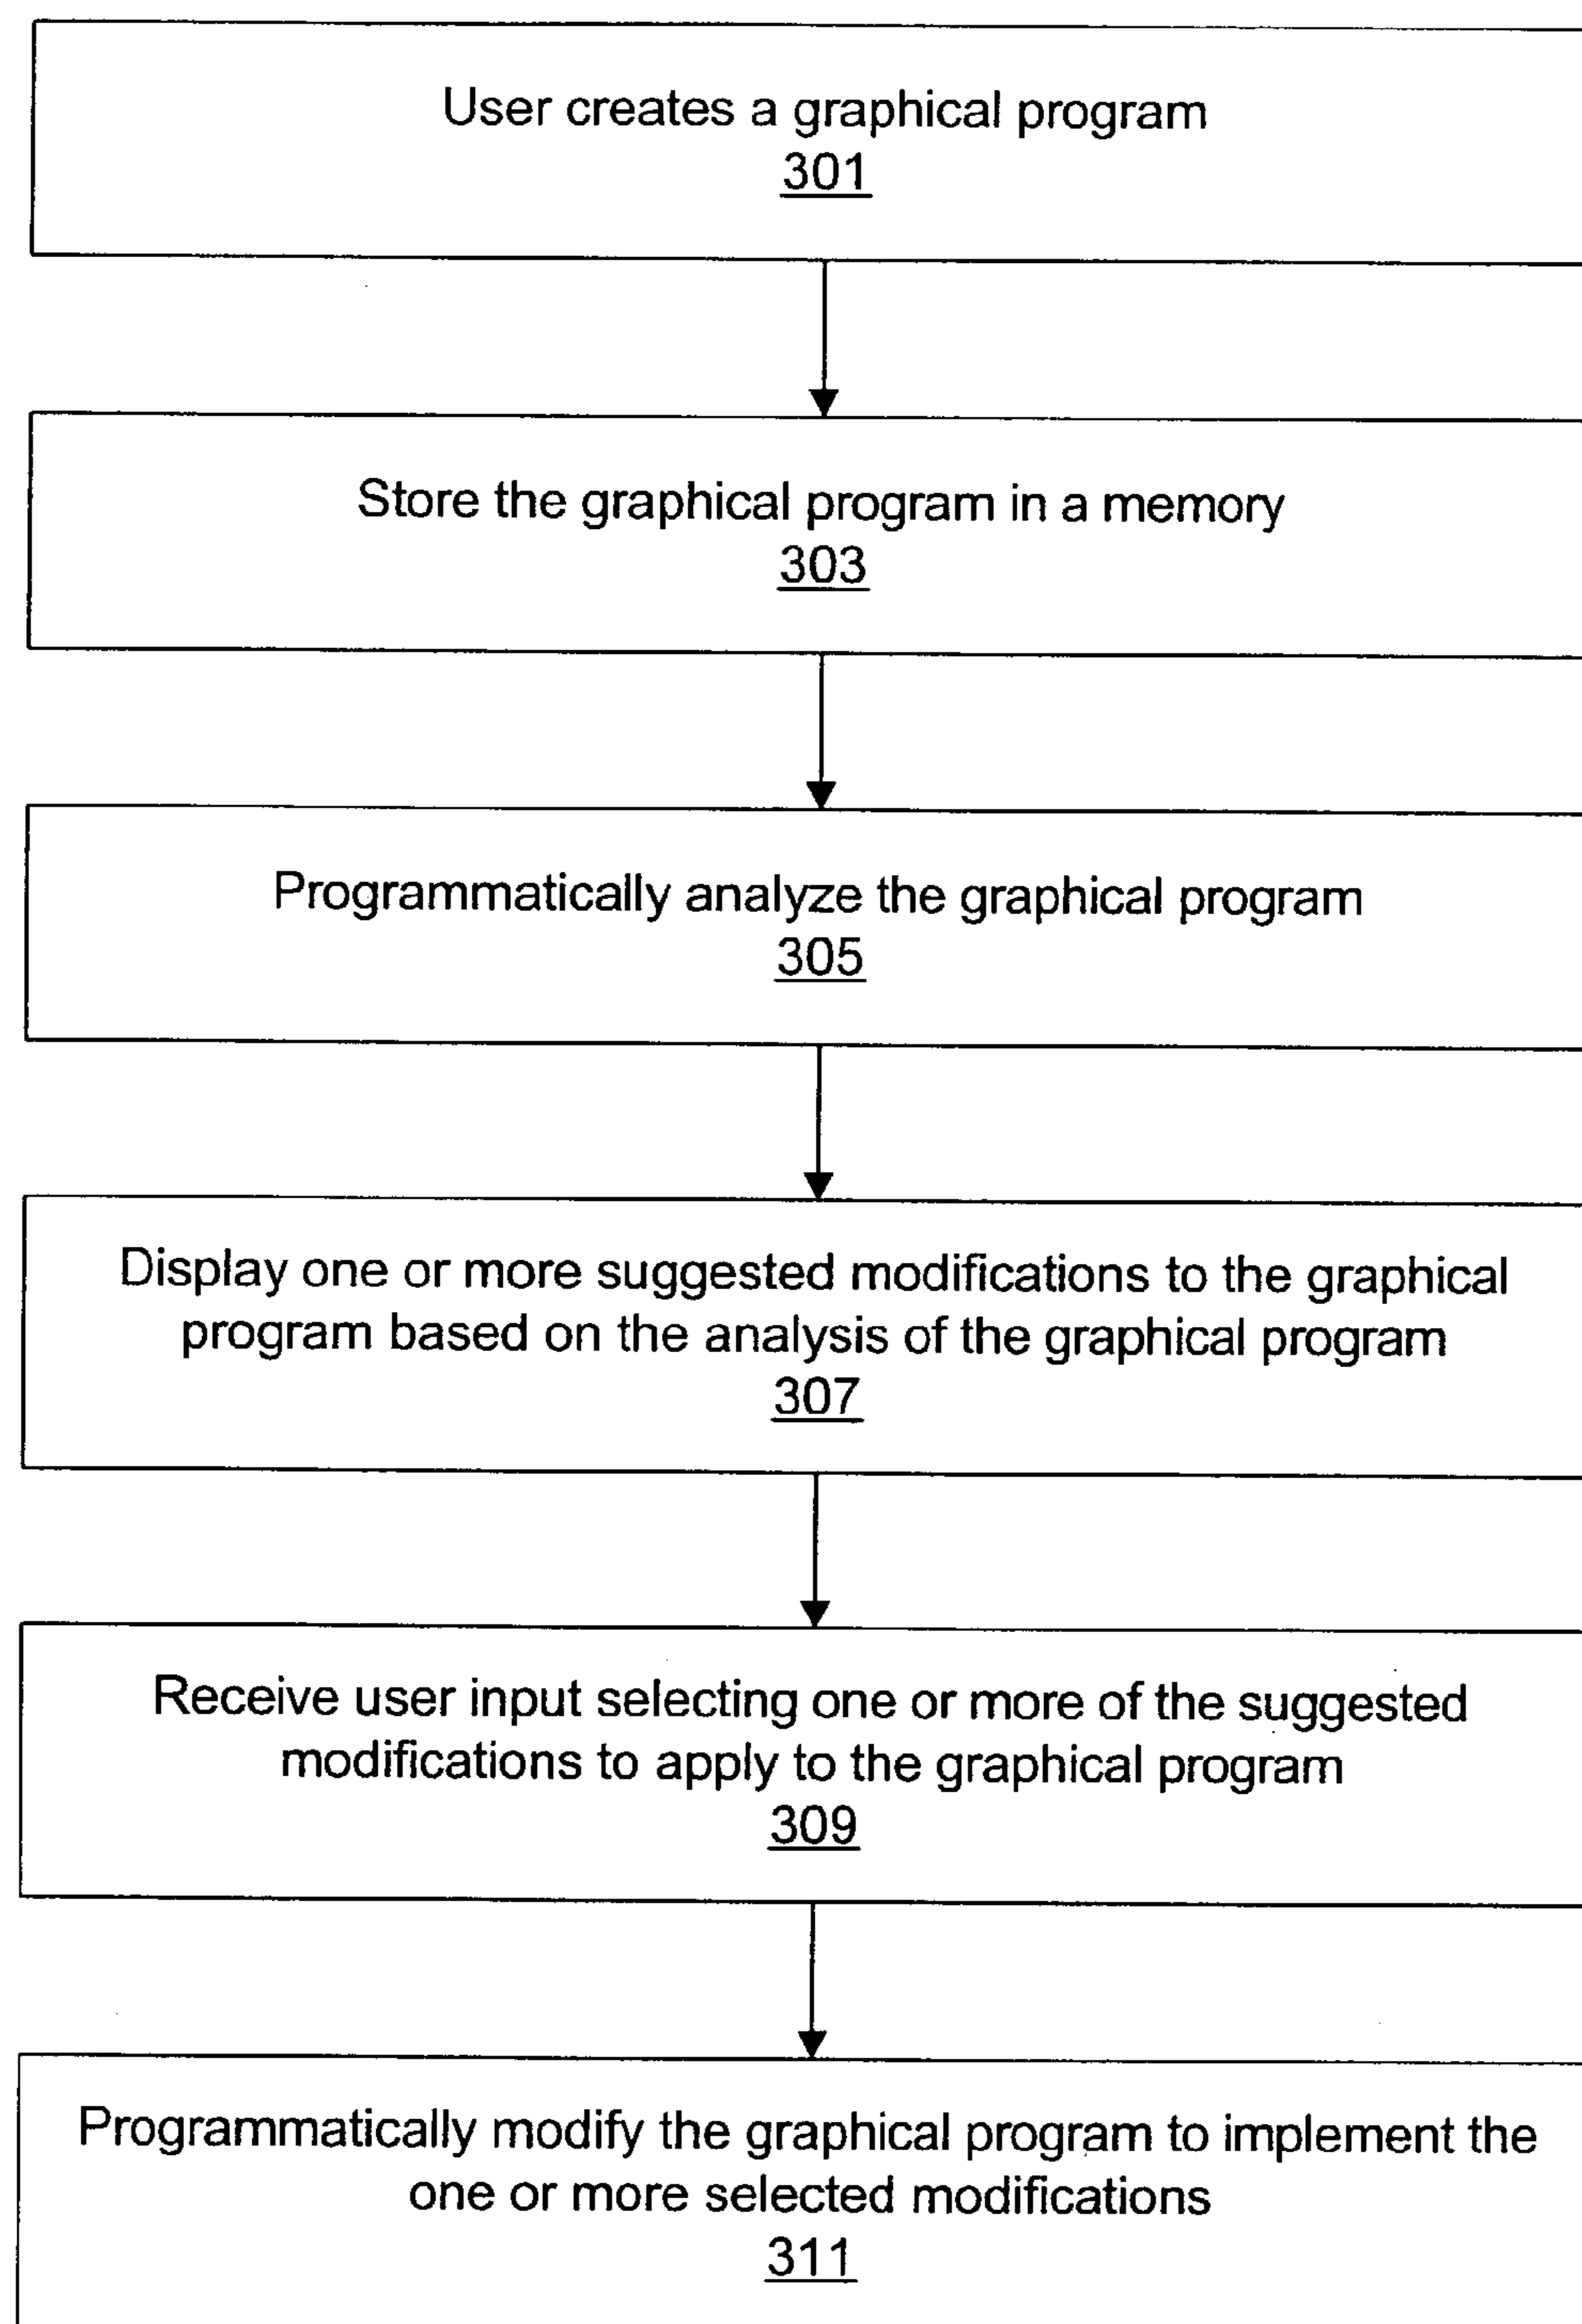 User creates a graphical program
301
Store the graphical program in a memory
303
Programmatically analyze the graphical program
305
Display one or more suggested modifications to the graphical
program based on the analysis of the graphical program
307
Receive user input selecting one or more of the suggested
modifications to apply to the graphical program
309
Programmatically modify the graphical program to implement the
one or more selected modifications
311